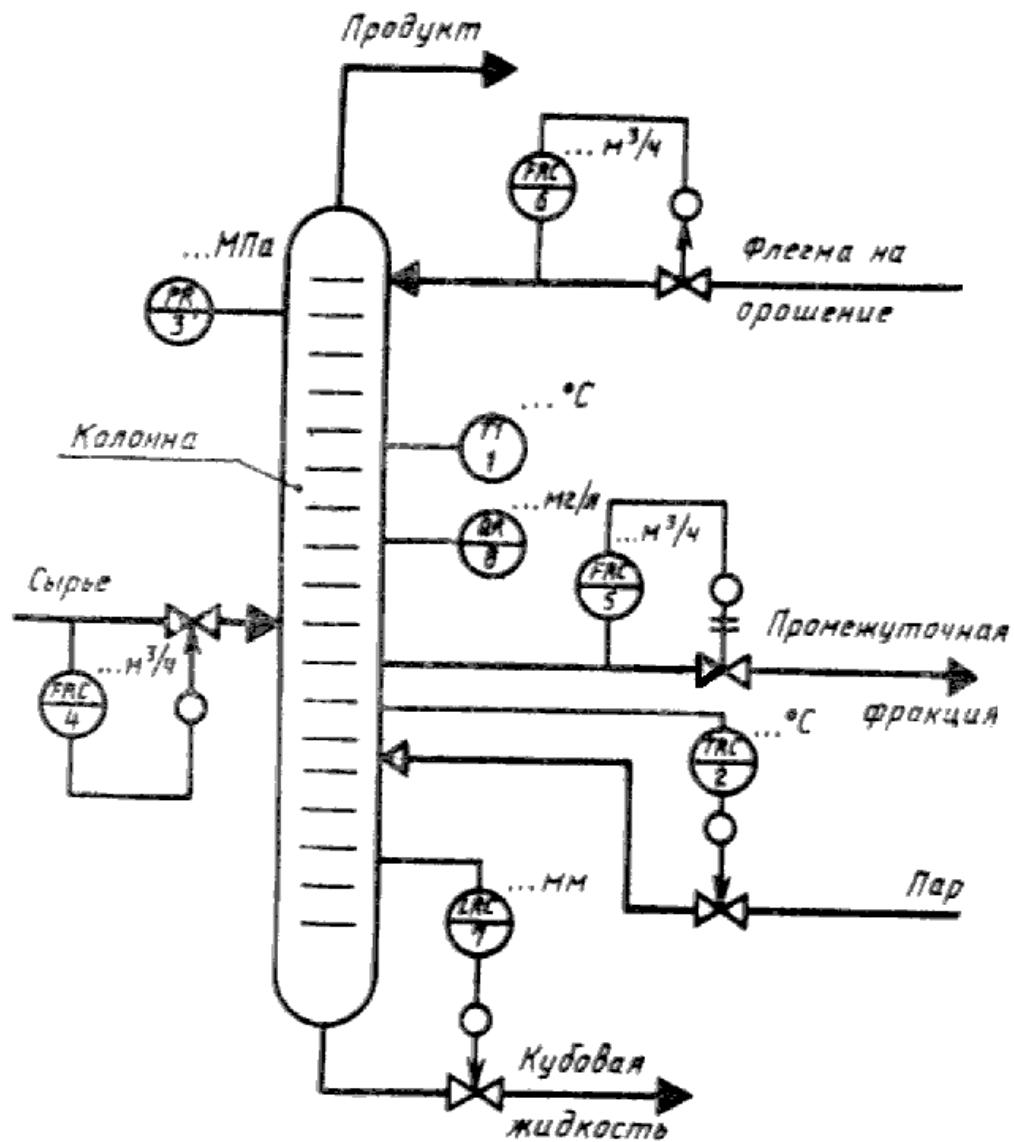 Продукт
...м³/ч
FRC
6
...МПа
Флегма на
орошение
PR
3
...°C
TI
1
Колонна
...мг/л
QR
8
...м³/ч
FRC
5
Сырье
Промежуточная
фракция
...м³/ч
FRC
4
...°C
TRC
2
...мм
Пар
LRC
7
Кубовая
жидкость